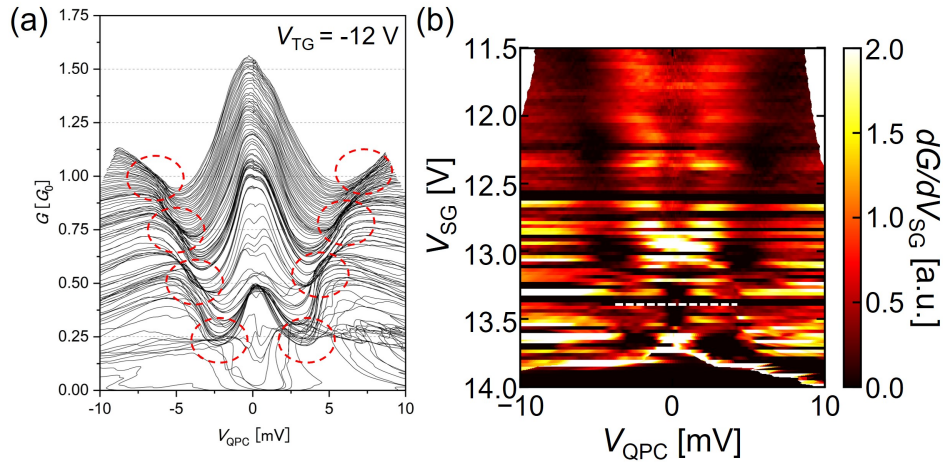 (a)
V_TG = -12 V
1.75
1.50
1.25
1.00
0.75
0.50
0.25
0.00
G [G₀]
-10 -5 0 5 10
V_QPC [mV]
(b)
11.5
12.0
12.5
13.0
13.5
14.0
V_SG [V]
−10 0 10
V_QPC [mV]
2.0
1.5
1.0
0.5
0.0
dG/dV_SG [a.u.]